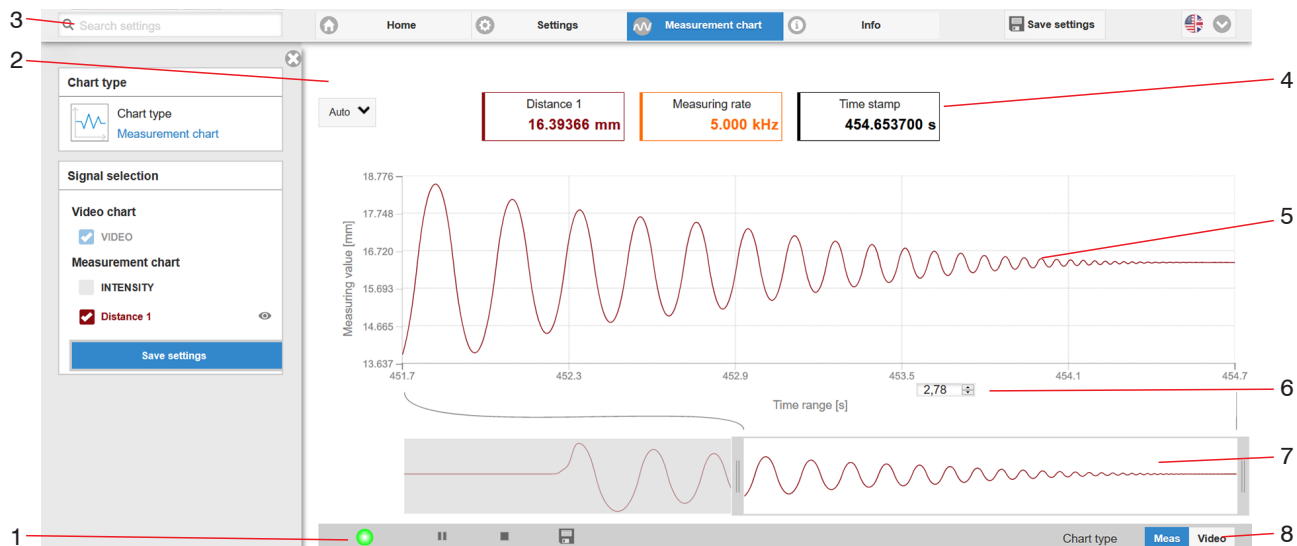 3
Search settings
Home
Settings
Measurement chart
Info
Save settings
2
Chart type
Chart type
Measurement chart
Signal selection
Video chart
VIDEO
Measurement chart
INTENSITY
Distance 1
Save settings
Auto
Distance 1
16.39366 mm
Measuring rate
5.000 kHz
Time stamp
454.653700 s
4
Measuring value [mm]
18.776
17.748
16.720
15.693
14.665
13.637
5
451.7
452.3
452.9
453.5
454.1
454.7
2,78
6
Time range [s]
7
1
Chart type
Meas
Video
8